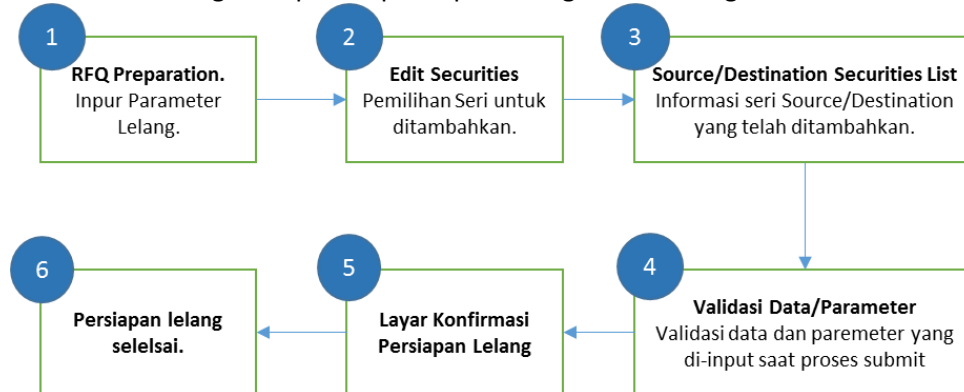 1
RFQ Preparation.
Inpur Parameter
Lelang.
2
Edit Securities
Pemilihan Seri untuk
ditambahkan.
3
Source/Destination Securities List
Informasi seri Source/Destination
yang telah ditambahkan.
4
Validasi Data/Parameter
Validasi data dan paremeter yang
di-input saat proses submit
5
Layar Konfirmasi
Persiapan Lelang
6
Persiapan lelang
selelsai.